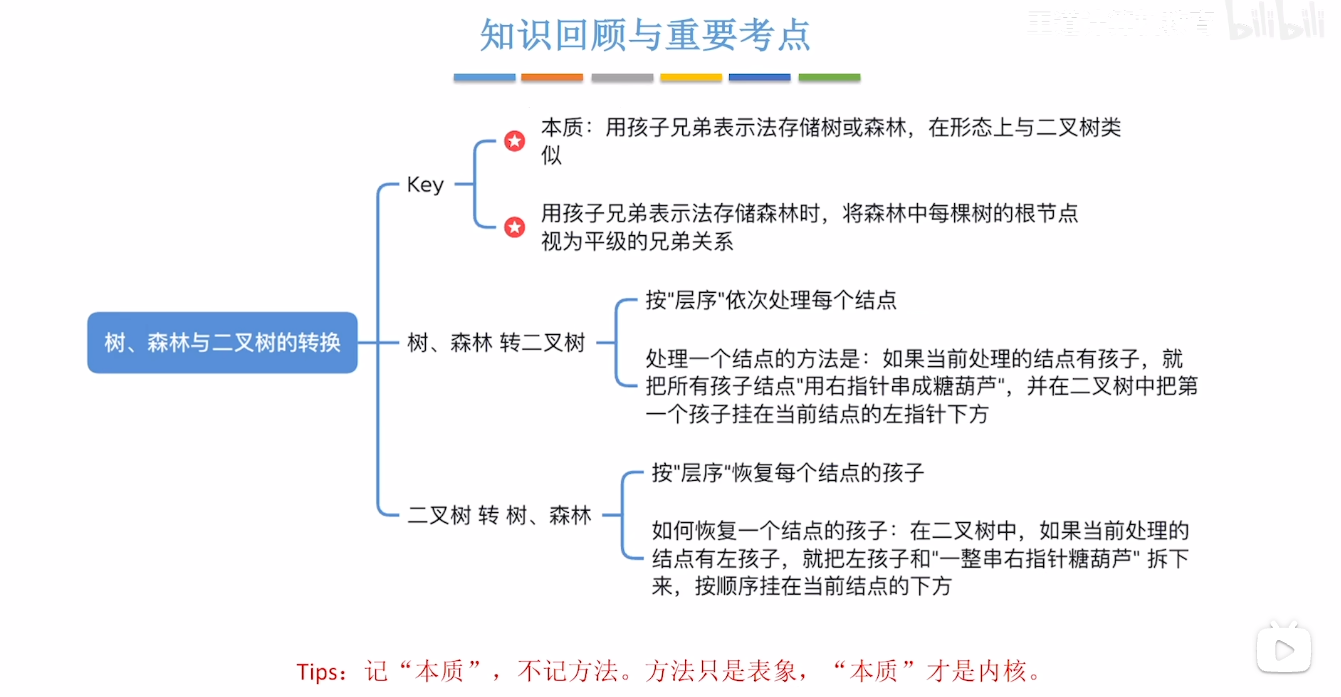 知识回顾与重要考点
bilibili
本质：用孩子兄弟表示法存储树或森林，在形态上与二叉树类
似
Key
用孩子兄弟表示法存储森林时，将森林中每棵树的根节点
视为平级的兄弟关系
按"层序"依次处理每个结点
树、森林与二叉树的转换
树、森林 转二叉树
处理一个结点的方法是：如果当前处理的结点有孩子，就
把所有孩子结点"用右指针串成糖葫芦"，并在二叉树中把第
一个孩子挂在当前结点的左指针下方
按"层序"恢复每个结点的孩子
二叉树 转 树、森林
如何恢复一个结点的孩子：在二叉树中，如果当前处理的
结点有左孩子，就把左孩子和"一整串右指针糖葫芦" 拆下
来，按顺序挂在当前结点的下方
Tips：记“本质”，不记方法。方法只是表象，“本质”才是内核。